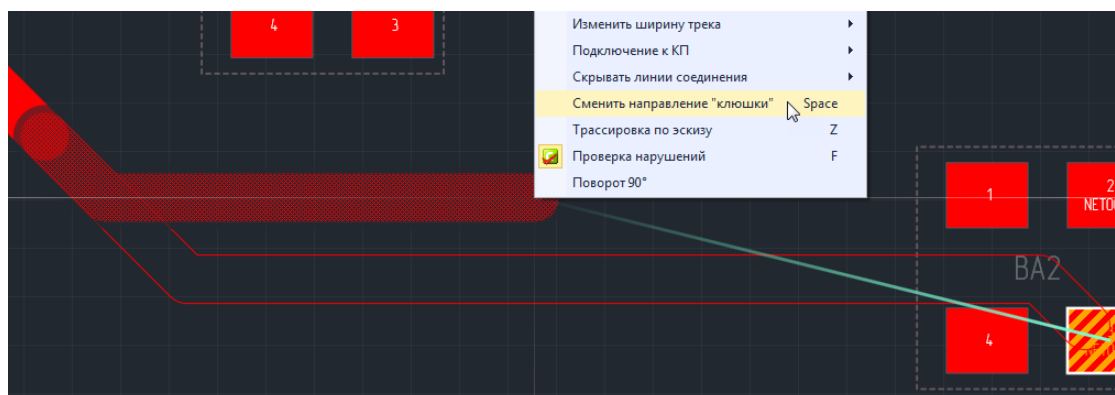 4
3
Изменить ширину трека
Подключение к КП
Скрывать линии соединения
Сменить направление "клюшки" Space
Трассировка по эскизу Z
Проверка нарушений F
Поворот 90°
1
2
BA2
4